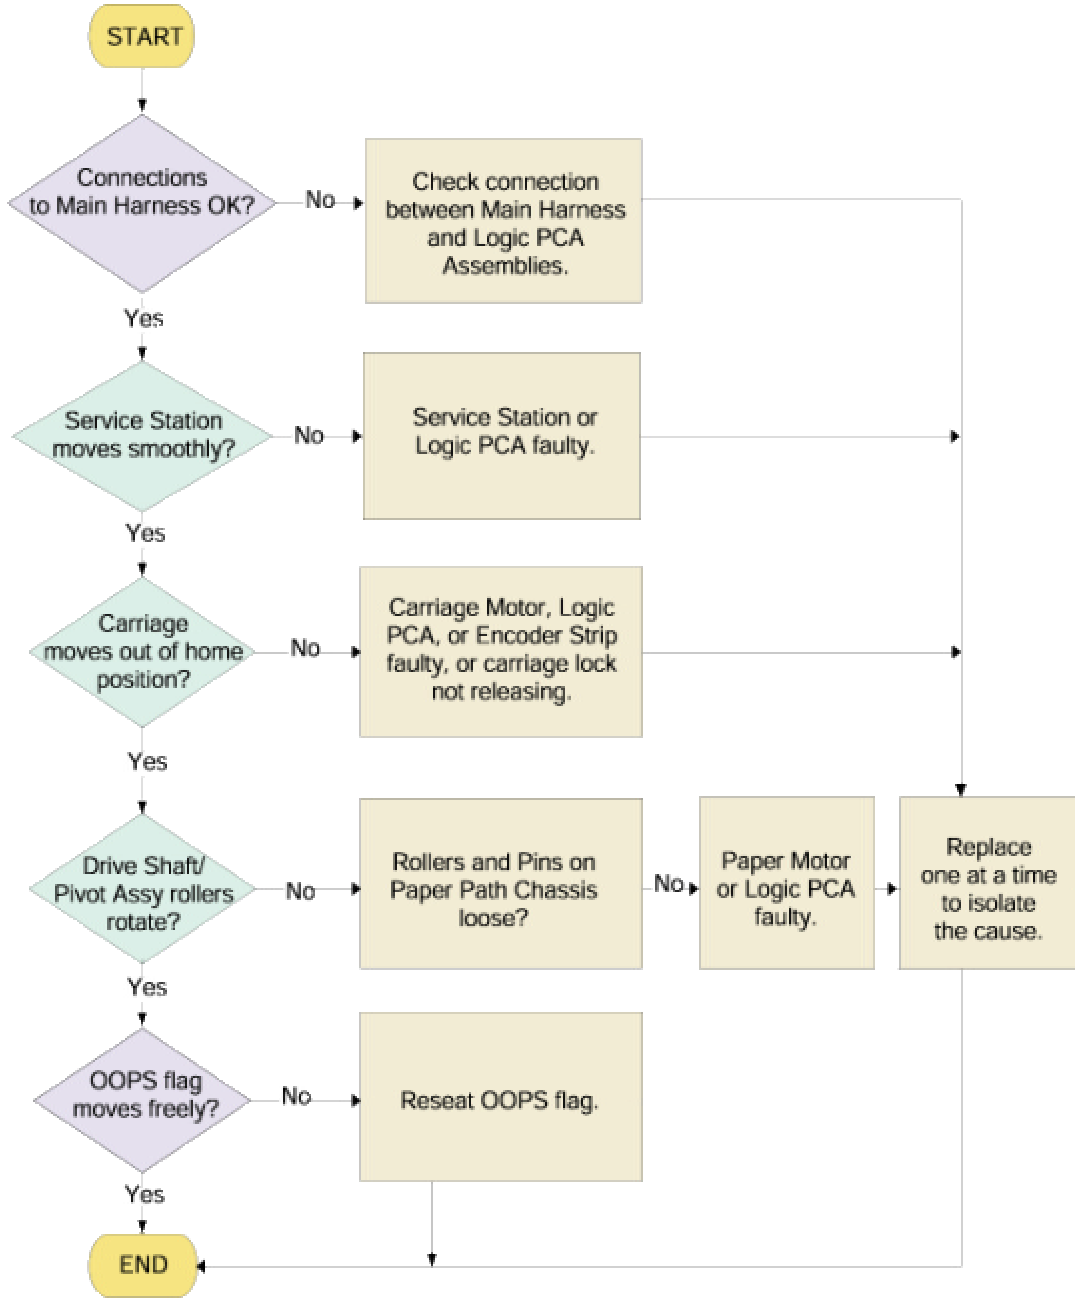 START
Connections
to Main Harness OK?
No
Check connection
between Main Harness
and Logic PCA
Assemblies.
Yes
Service Station
moves smoothly?
No
Service Station or
Logic PCA faulty.
Yes
Carriage
moves out of home
position?
No
Carriage Motor, Logic
PCA, or Encoder Strip
faulty, or carriage lock
not releasing.
Yes
Drive Shaft/
Pivot Assy rollers
rotate?
No
Rollers and Pins on
Paper Path Chassis
loose?
No
Paper Motor
or Logic PCA
faulty.
Replace
one at a time
to isolate
the cause.
Yes
OOPS flag
moves freely?
No
Reseat OOPS flag.
Yes
END